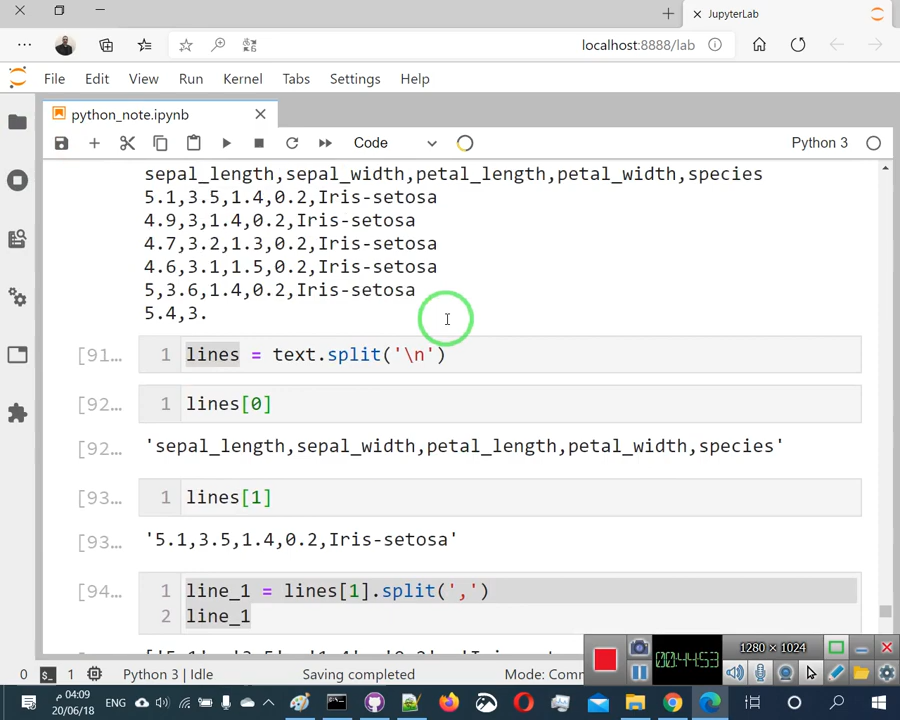 JupyterLab
localhost:8888/lab
File Edit View Run Kernel Tabs Settings Help
python_note.ipynb
Code
Python 3
sepal_length,sepal_width,petal_length,petal_width,species
5.1,3.5,1.4,0.2,Iris-setosa
4.9,3,1.4,0.2,Iris-setosa
4.7,3.2,1.3,0.2,Iris-setosa
4.6,3.1,1.5,0.2,Iris-setosa
5,3.6,1.4,0.2,Iris-setosa
5.4,3.
[91... 1 lines = text.split('\n')
[92... 1 lines[0]
[92... 'sepal_length,sepal_width,petal_length,petal_width,species'
[93... 1 lines[1]
[93... '5.1,3.5,1.4,0.2,Iris-setosa'
[94... 1 line_1 = lines[1].split(',')
2 line_1
1280 × 1024
00:44:53
0 1 Python 3 | Idle Saving completed Mode: Comm
04:09 م
ENG
20/06/18